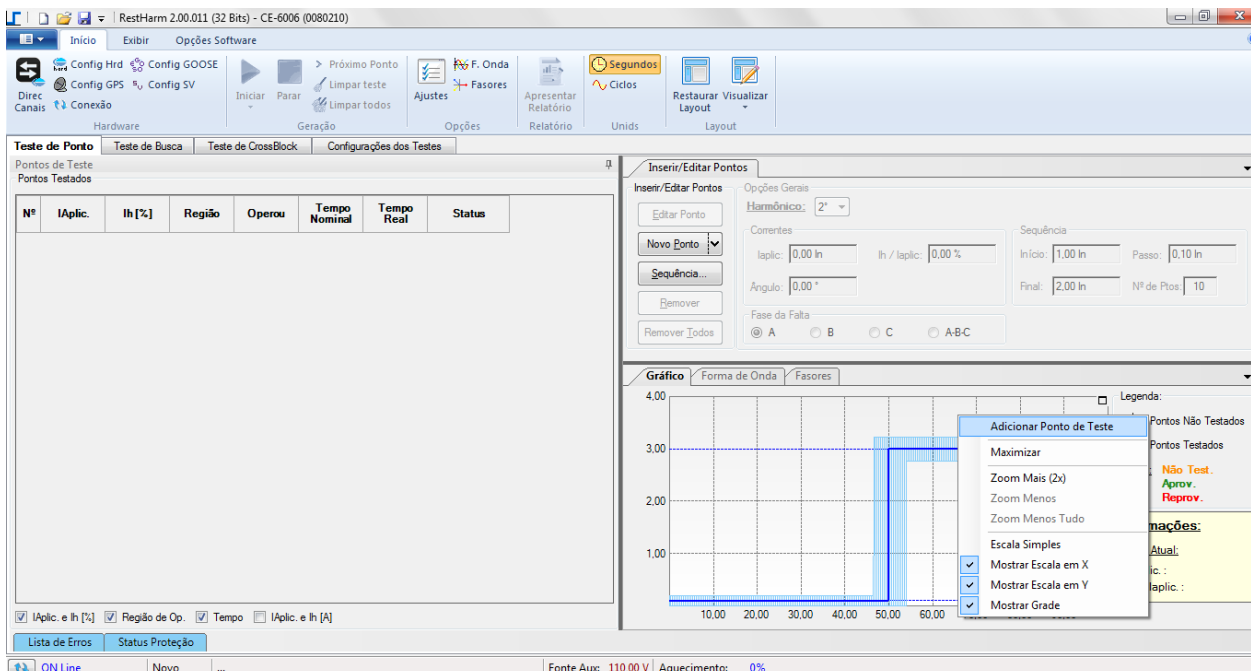 RestHarm 2.00.011 (32 Bits) - CE-6006 (0080210)
Início Exibir Opções Software
Direc Canais
Config Hrd
Config GPS
Conexão
Config GOOSE
Config SV
Hardware
Iniciar
Parar
Próximo Ponto
Limpar teste
Limpar todos
Geração
Ajustes
F. Onda
Fasores
Opções
Apresentar Relatório
Relatório
Segundos
Ciclos
Unids
Restaurar Layout
Visualizar
Layout
Teste de Ponto Teste de Busca Teste de CrossBlock Configurações dos Testes
Pontos de Teste
Pontos Testados
Nº IAplic. Ih [%] Região Operou Tempo Nominal Tempo Real Status
IAplic. e Ih [%] Região de Op. Tempo IAplic. e Ih [A]
Inserir/Editar Pontos
Inserir/Editar Pontos
Editar Ponto
Novo Ponto
Sequência...
Remover
Remover Todos
Opções Gerais
Harmônico: 2°
Correntes
Iaplic: 0,00 In Ih / Iaplic: 0,00 %
Ângulo: 0,00 °
Sequência
Início: 1,00 In Passo: 0,10 In
Final: 2,00 In Nº de Ptos: 10
Fase da Falta
A B C A-B-C
Gráfico Forma de Onda Fasores
4,00
3,00
2,00
1,00
10,00 20,00 30,00 40,00 50,00 60,00
Adicionar Ponto de Teste
Maximizar
Zoom Mais (2x)
Zoom Menos
Zoom Menos Tudo
Escala Simples
Mostrar Escala em X
Mostrar Escala em Y
Mostrar Grade
Legenda:
Pontos Não Testados
Pontos Testados
Não Test.
Aprov.
Reprov.
mações:
Atual:
ic. :
Iaplic. :
Lista de Erros Status Proteção
ON Line Novo ... Fonte Aux: 110,00 V Aquecimento: 0%